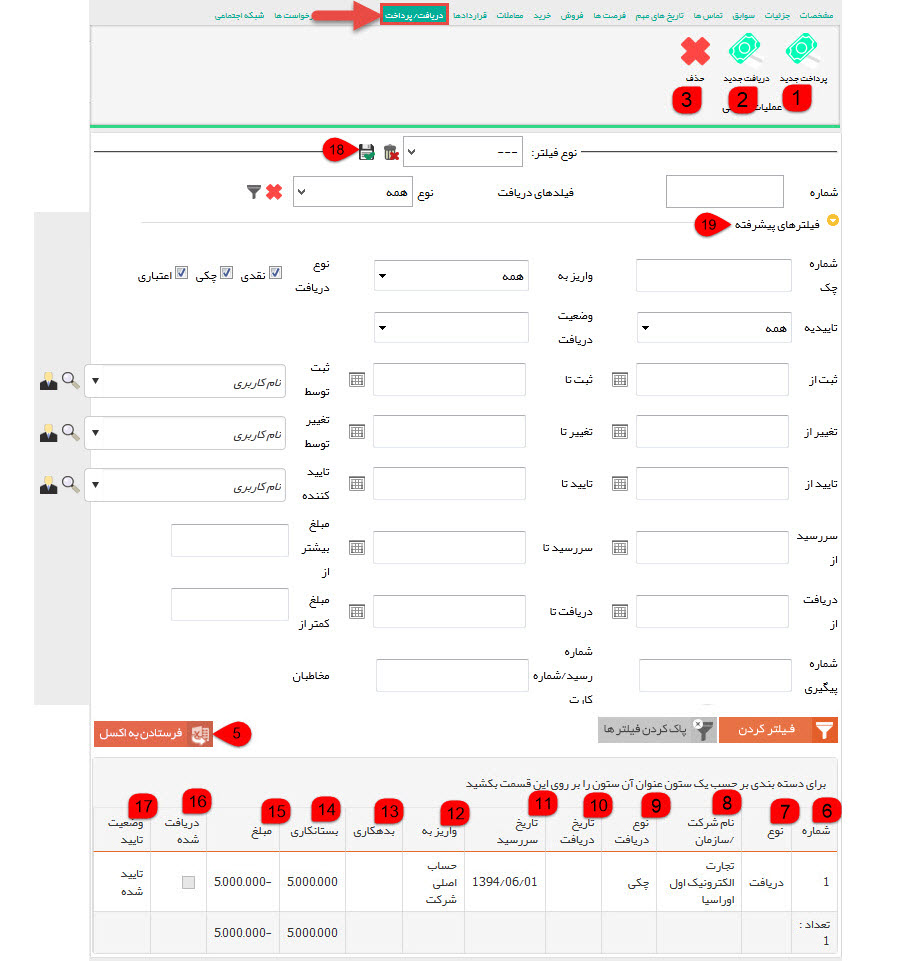 مشخصات جزئیات سوابق تماس ها تاریخ های مهم فرصت ها فروش خرید معاملات قراردادها دریافت/ پرداخت درخواست ها شبکه اجتماعی
پرداخت جدید دریافت جدید حذف
1 2 3
عملیات
نوع فیلتر: --- 18
شماره فیلدهای دریافت نوع همه
فیلترهای پیشرفته 19
شماره چک واریز به همه نوع دریافت نقدی چکی اعتباری
تاییدیه همه وضعیت دریافت
ثبت از ثبت تا ثبت توسط نام کاربری
تغییر از تغییر تا تغییر توسط نام کاربری
تایید از تایید تا تایید کننده نام کاربری
سررسید از سررسید تا مبلغ بیشتر از
دریافت از دریافت تا مبلغ کمتر از
شماره پیگیری شماره رسید/شماره کارت مخاطبان
فیلتر کردن پاک کردن فیلتر ها 5 فرستادن به اکسل
برای دسته بندی بر حسب یک ستون عنوان آن ستون را بر روی این قسمت بکشید
6 7 8 9 10 11 12 13 14 15 16 17
شماره نوع نام شرکت /سازمان نوع دریافت تاریخ دریافت تاریخ سررسید واریز به بدهکاری بستانکاری مبلغ دریافت شده وضعیت تایید
1 دریافت تجارت الکترونیک اول اوراسیا چکی 1394/06/01 حساب اصلی شرکت 5.000.000 5.000.000- تایید شده
تعداد : 1 5.000.000 5.000.000-